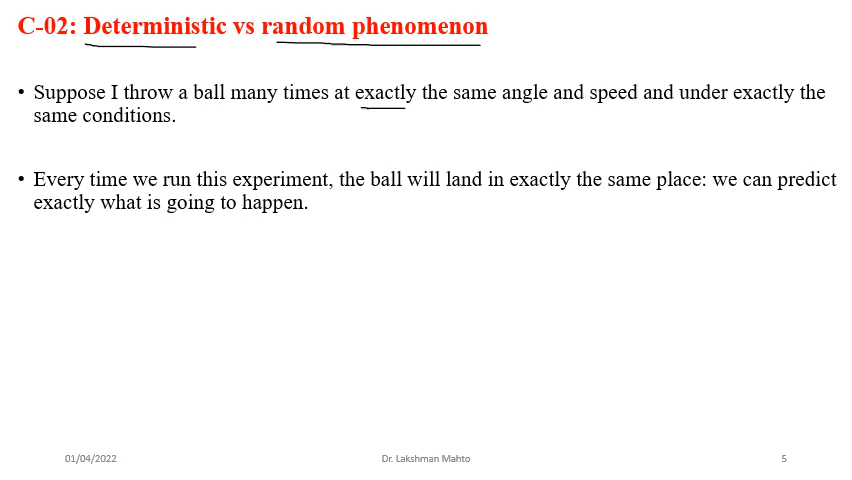 C-02: Deterministic vs random phenomenon
• Suppose I throw a ball many times at exactly the same angle and speed and under exactly the
same conditions.
• Every time we run this experiment, the ball will land in exactly the same place: we can predict
exactly what is going to happen.
01/04/2022 Dr. Lakshman Mahto 5